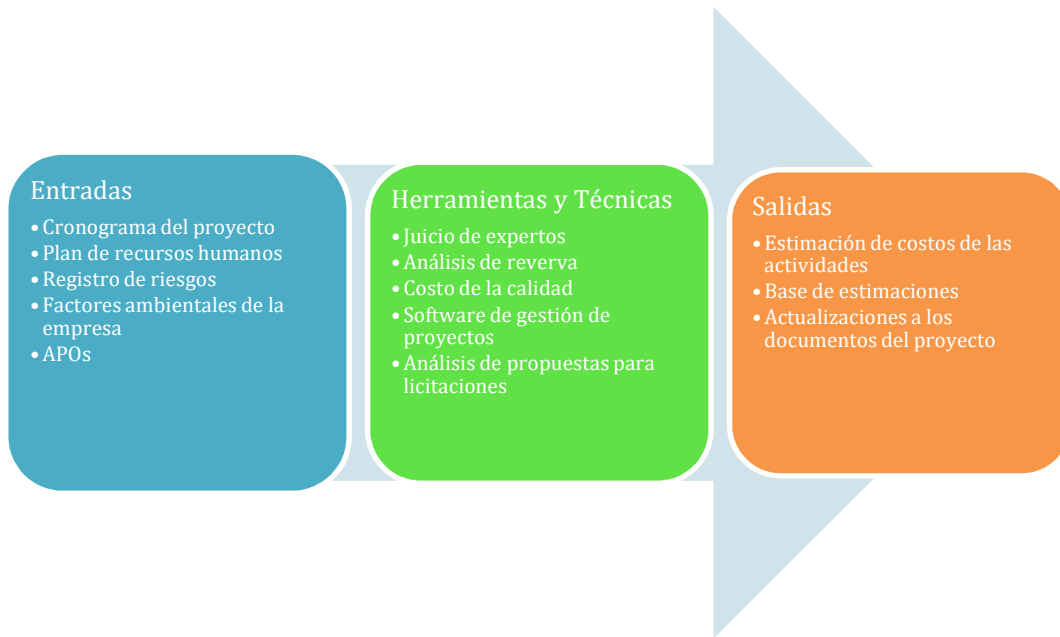 Entradas
• Cronograma del proyecto
• Plan de recursos humanos
• Registro de riesgos
• Factores ambientales de la
empresa
• APOs
Herramientas y Técnicas
• Juicio de expertos
• Análisis de reverva
• Costo de la calidad
• Software de gestión de
proyectos
• Análisis de propuestas para
licitaciones
Salidas
• Estimación de costos de las
actividades
• Base de estimaciones
• Actualizaciones a los
documentos del proyecto